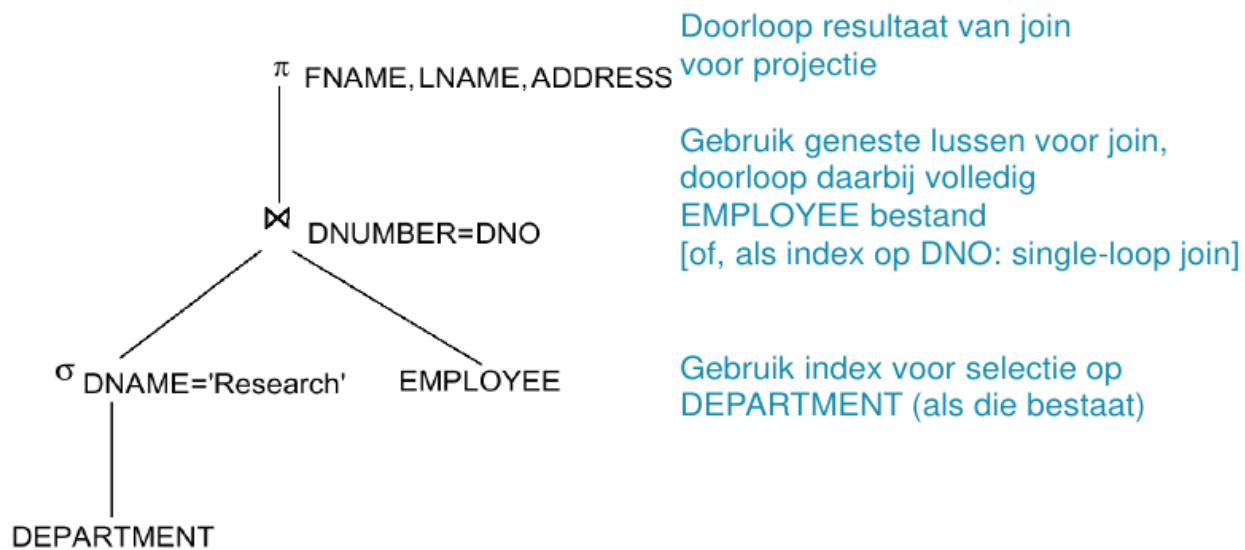 Doorloop resultaat van join
voor projectie
π FNAME,LNAME,ADDRESS
Gebruik geneste lussen voor join,
doorloop daarbij volledig
EMPLOYEE bestand
[of, als index op DNO: single-loop join]
⋈ DNUMBER=DNO
σ DNAME='Research'
EMPLOYEE
Gebruik index voor selectie op
DEPARTMENT (als die bestaat)
DEPARTMENT